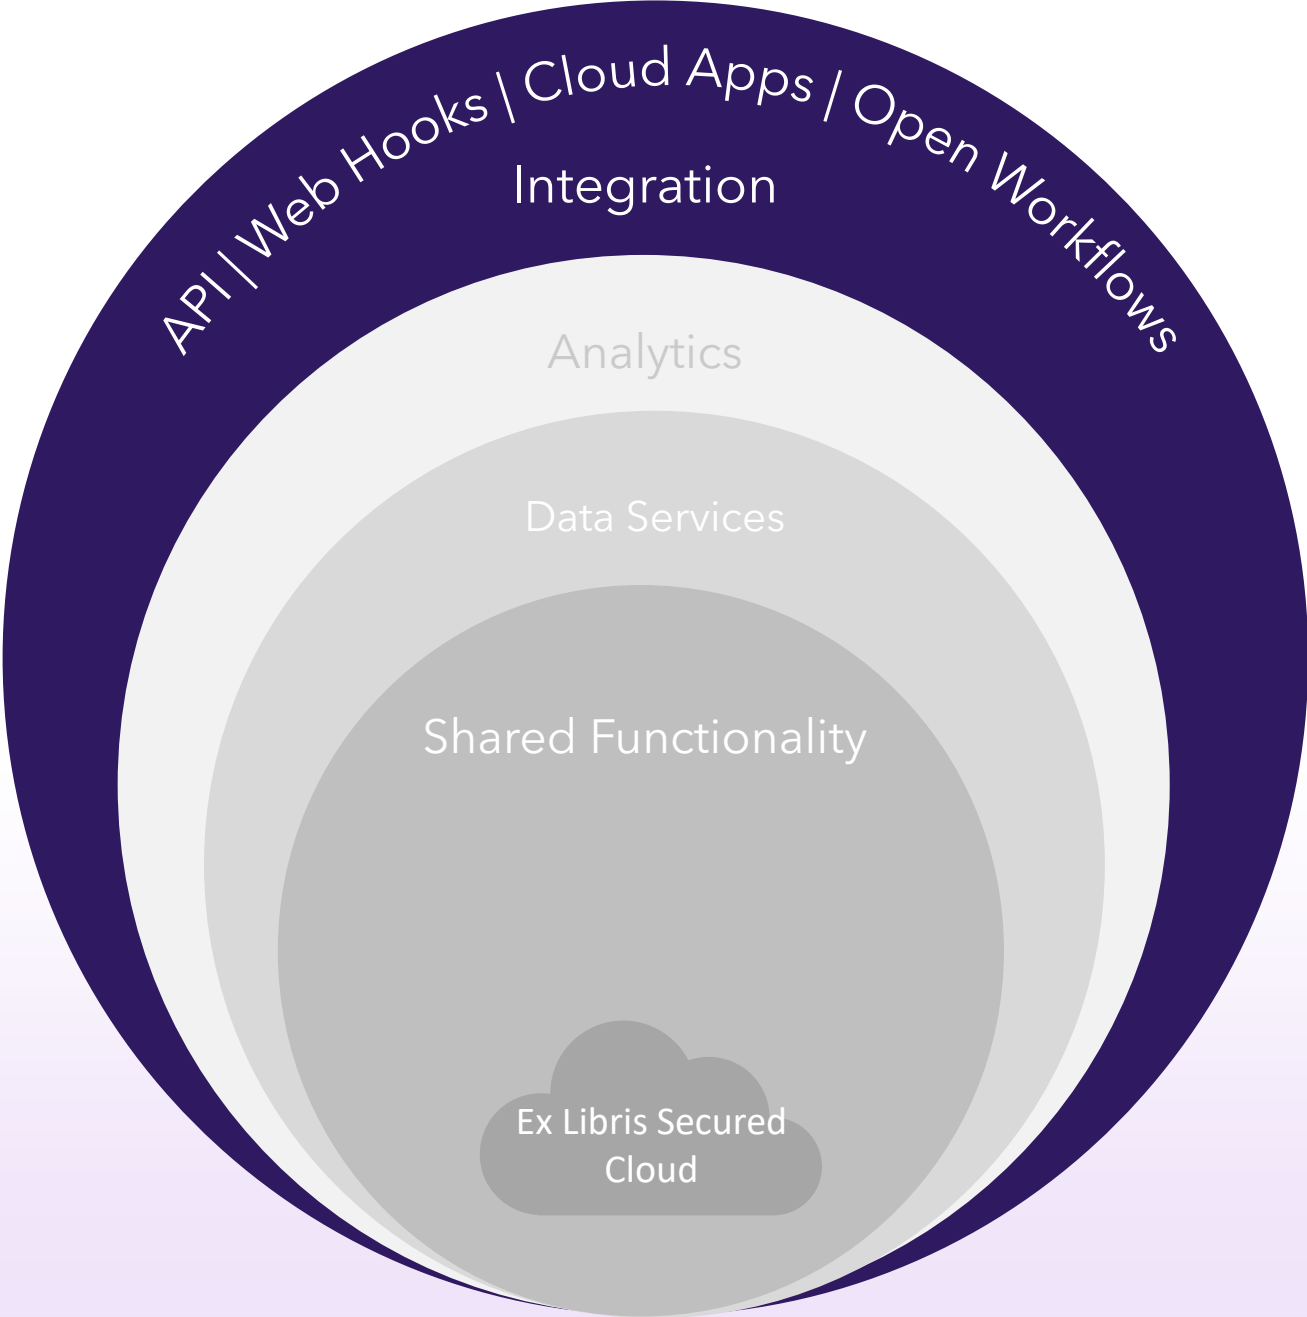 API | Web Hooks | Cloud Apps | Open Workflows
Integration
Analytics
Data Services
Shared Functionality
Ex Libris Secured
Cloud